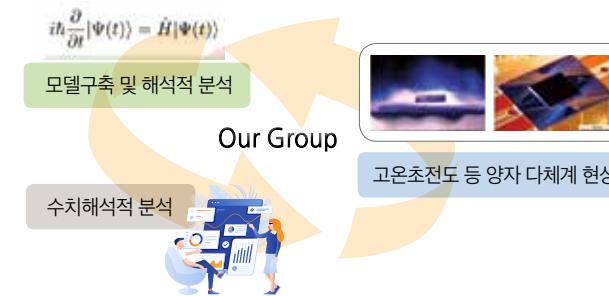 iħ ∂/∂t |Ψ(t)⟩ = Ĥ|Ψ(t)⟩
모델구축 및 해석적 분석
Our Group
고온초전도 등 양자 다체계 현상
수치해석적 분석